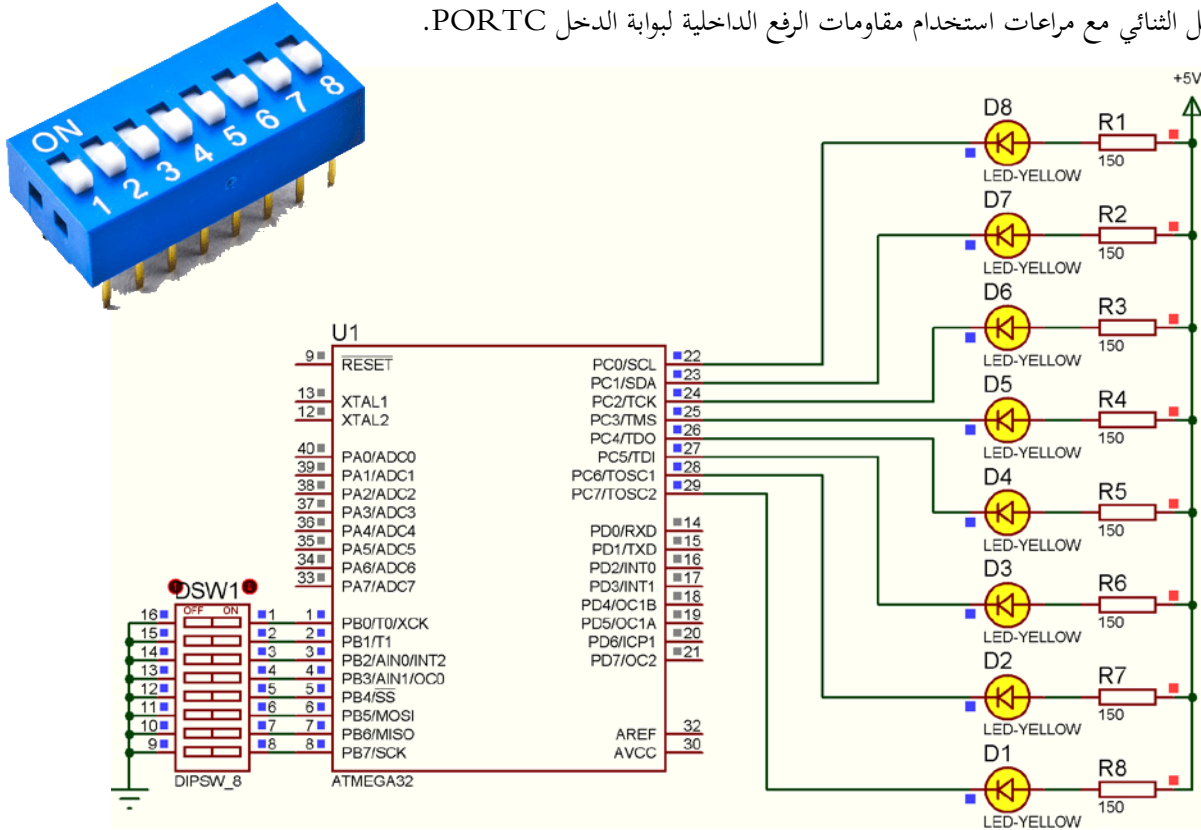 ل الثنائي مع مراعات استخدام مقاومات الرفع الداخلية لبوابة الدخل PORTC.
ON
1 2 3 4 5 6 7 8
+5V
D8
R1
LED-YELLOW
150
D7
R2
LED-YELLOW
150
D6
R3
LED-YELLOW
150
D5
R4
LED-YELLOW
150
D4
R5
LED-YELLOW
150
D3
R6
LED-YELLOW
150
D2
R7
LED-YELLOW
150
D1
R8
LED-YELLOW
150
U1
9 RESET
13 XTAL1
12 XTAL2
40 PA0/ADC0
39 PA1/ADC1
38 PA2/ADC2
37 PA3/ADC3
36 PA4/ADC4
35 PA5/ADC5
34 PA6/ADC6
33 PA7/ADC7
1 PB0/T0/XCK
2 PB1/T1
3 PB2/AIN0/INT2
4 PB3/AIN1/OC0
5 PB4/SS
6 PB5/MOSI
7 PB6/MISO
8 PB7/SCK
PC0/SCL 22
PC1/SDA 23
PC2/TCK 24
PC3/TMS 25
PC4/TDO 26
PC5/TDI 27
PC6/TOSC1 28
PC7/TOSC2 29
PD0/RXD 14
PD1/TXD 15
PD2/INT0 16
PD3/INT1 17
PD4/OC1B 18
PD5/OC1A 19
PD6/ICP1 20
PD7/OC2 21
AREF 32
AVCC 30
ATMEGA32
DSW1
OFF ON
16 1
15 2
14 3
13 4
12 5
11 6
10 7
9 8
DIPSW_8